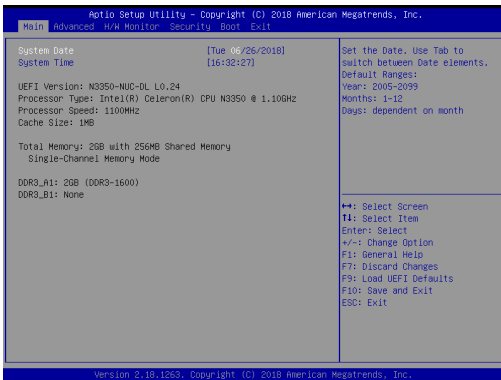 Aptio Setup Utility – Copyright (C) 2018 American Megatrends, Inc.
Main Advanced H/W Monitor Security Boot Exit
System Date [Tue 06/26/2018]
System Time [16:32:27]
UEFI Version: N3350-NUC-DL L0.24
Processor Type: Intel(R) Celeron(R) CPU N3350 @ 1.10GHz
Processor Speed: 1100MHz
Cache Size: 1MB
Total Memory: 2GB with 256MB Shared Memory
Single-Channel Memory Mode
DDR3_A1: 2GB (DDR3-1600)
DDR3_B1: None
Set the Date. Use Tab to
switch between Date elements.
Default Ranges:
Year: 2005-2099
Months: 1-12
Days: dependent on month
↔: Select Screen
↑↓: Select Item
Enter: Select
+/-: Change Option
F1: General Help
F7: Discard Changes
F9: Load UEFI Defaults
F10: Save and Exit
ESC: Exit
Version 2.18.1263. Copyright (C) 2018 American Megatrends, Inc.